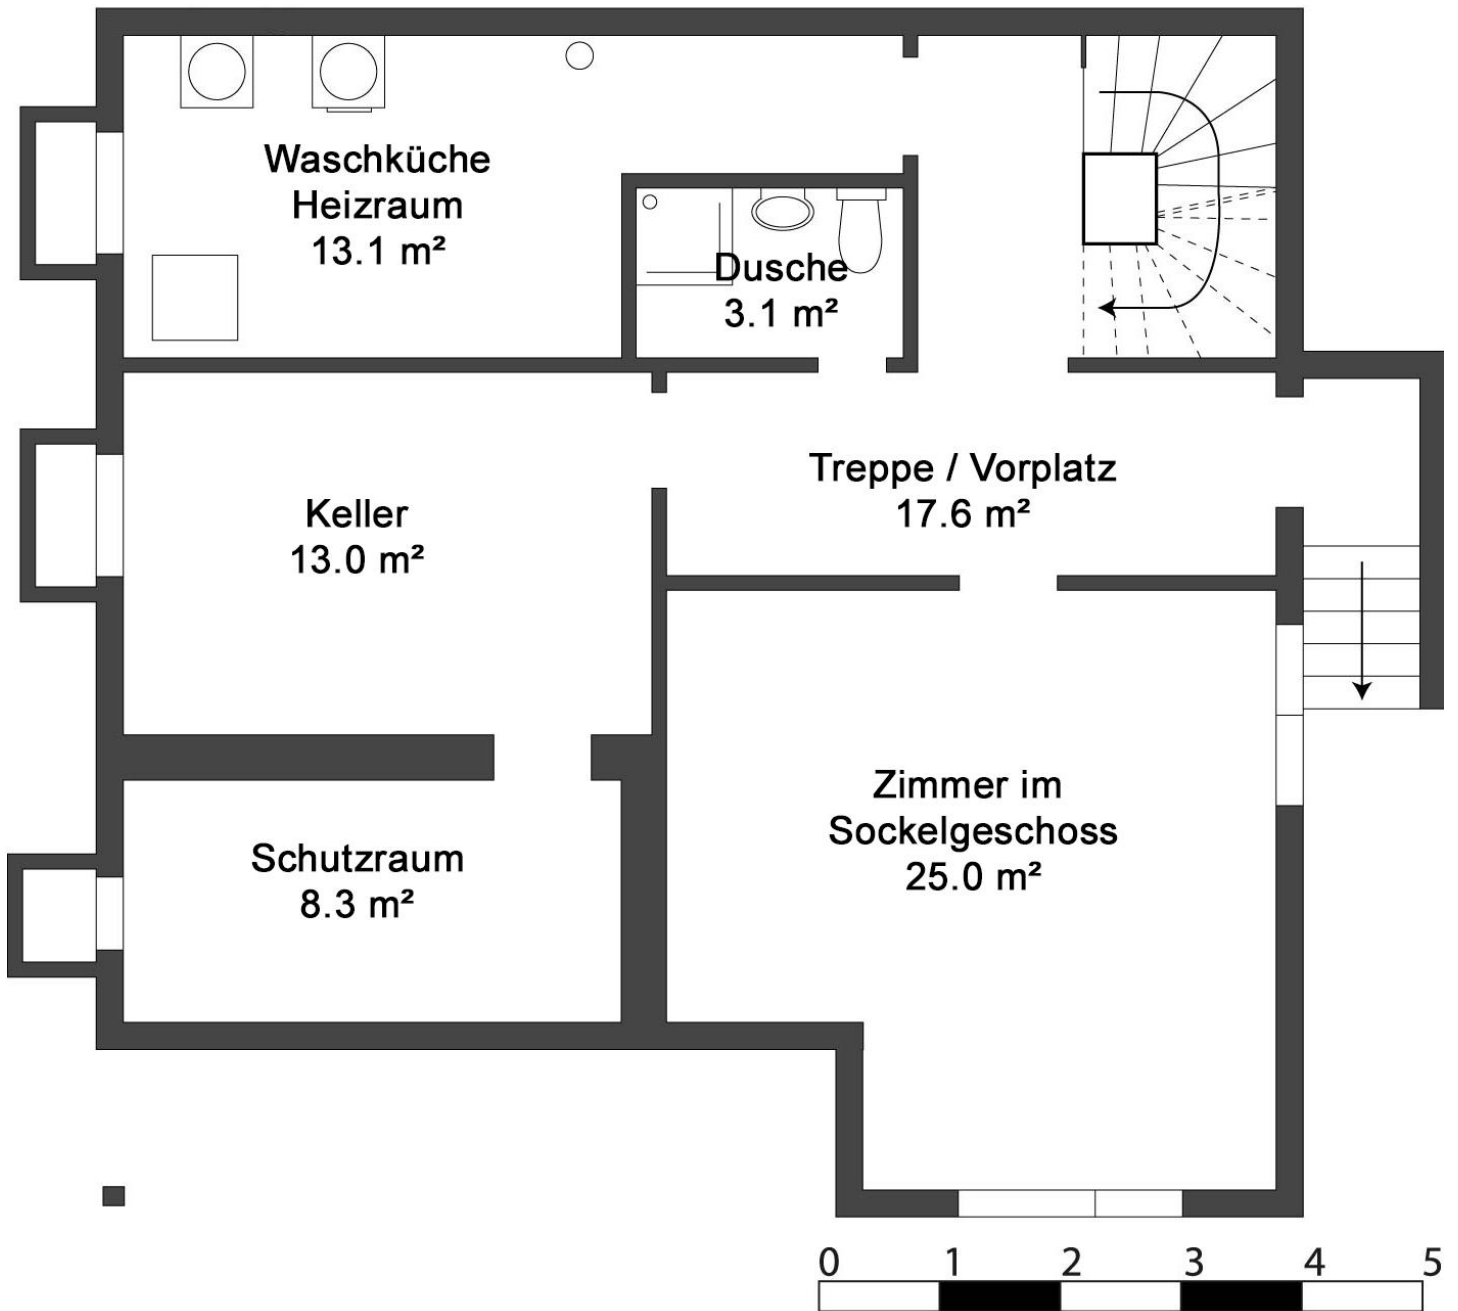 Waschküche
Heizraum
13.1 m²
Dusche
3.1 m²
Treppe / Vorplatz
17.6 m²
Keller
13.0 m²
Zimmer im
Sockelgeschoss
25.0 m²
Schutzraum
8.3 m²
0 1 2 3 4 5